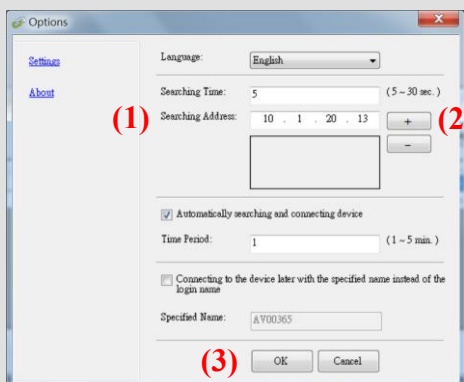 Options
Settings
About
Language: English
Searching Time: 5 (5 ~ 30 sec.)
(1) Searching Address: 10 . 1 . 20 . 13 + (2
-
Automatically searching and connecting device
Time Period: 1 (1 ~ 5 min.)
Connecting to the device later with the specified name instead of the
login name
Specified Name: AV00365
(3) OK Cancel